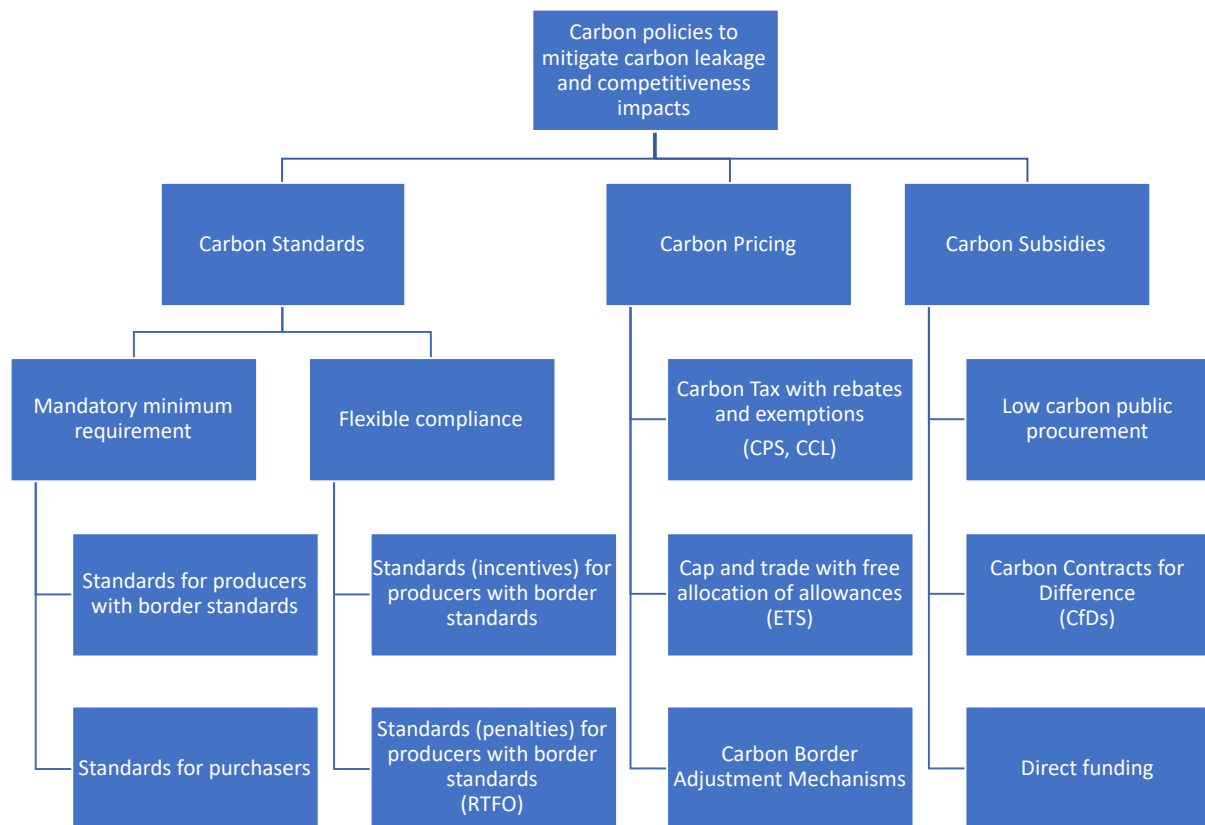 Carbon policies to
mitigate carbon leakage
and competitiveness
impacts
Carbon Standards
Carbon Pricing
Carbon Subsidies
Mandatory minimum
requirement
Flexible compliance
Carbon Tax with rebates
and exemptions
(CPS, CCL)
Low carbon public
procurement
Standards for producers
with border standards
Standards (incentives) for
producers with border
standards
Cap and trade with free
allocation of allowances
(ETS)
Carbon Contracts for
Difference
(CfDs)
Standards for purchasers
Standards (penalties) for
producers with border
standards
(RTFO)
Carbon Border
Adjustment Mechanisms
Direct funding